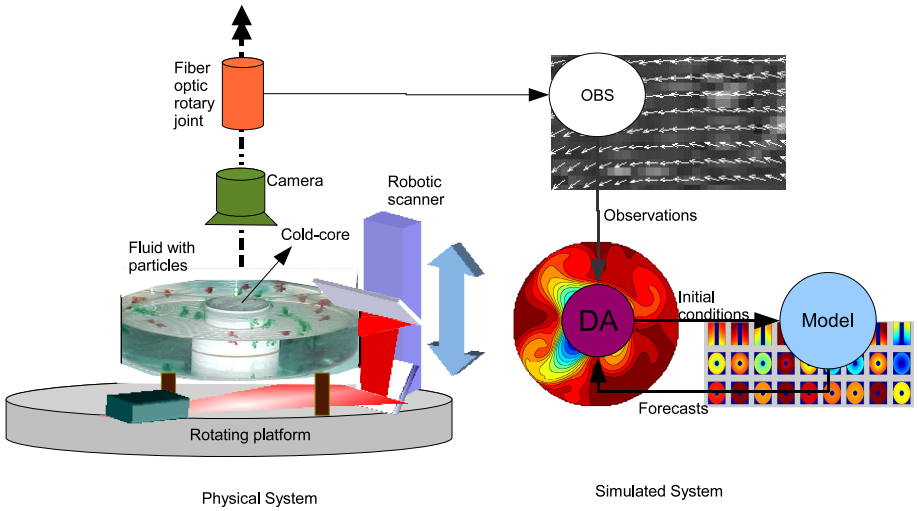 Fiber
optic
rotary
joint
OBS
Camera
Robotic
scanner
Observations
Cold-core
Fluid with
particles
Initial
conditions
DA
Model
Forecasts
Rotating platform
Physical System
Simulated System